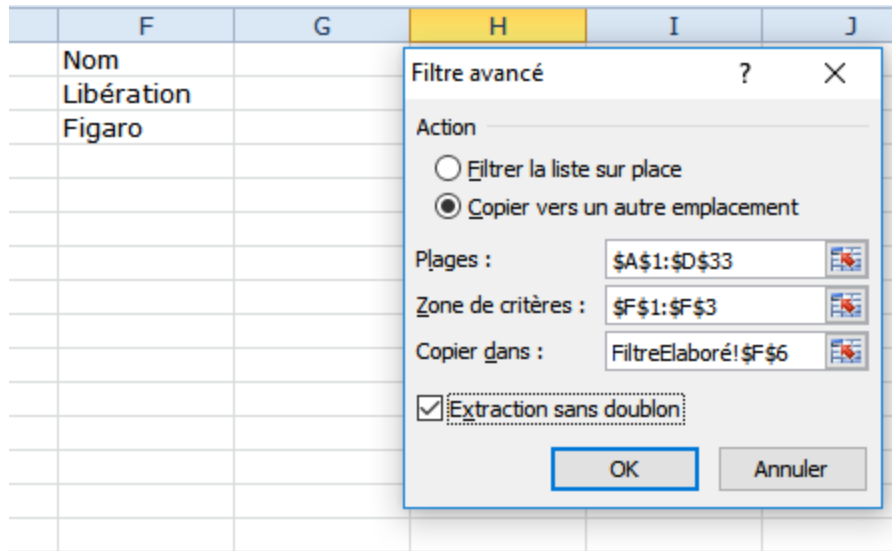 F G H I J
Nom
Libération
Figaro
Filtre avancé ? X
Action
Filtrer la liste sur place
Copier vers un autre emplacement
Plages : $A$1:$D$33
Zone de critères : $F$1:$F$3
Copier dans : FiltreElaboré!$F$6
Extraction sans doublon
OK Annuler